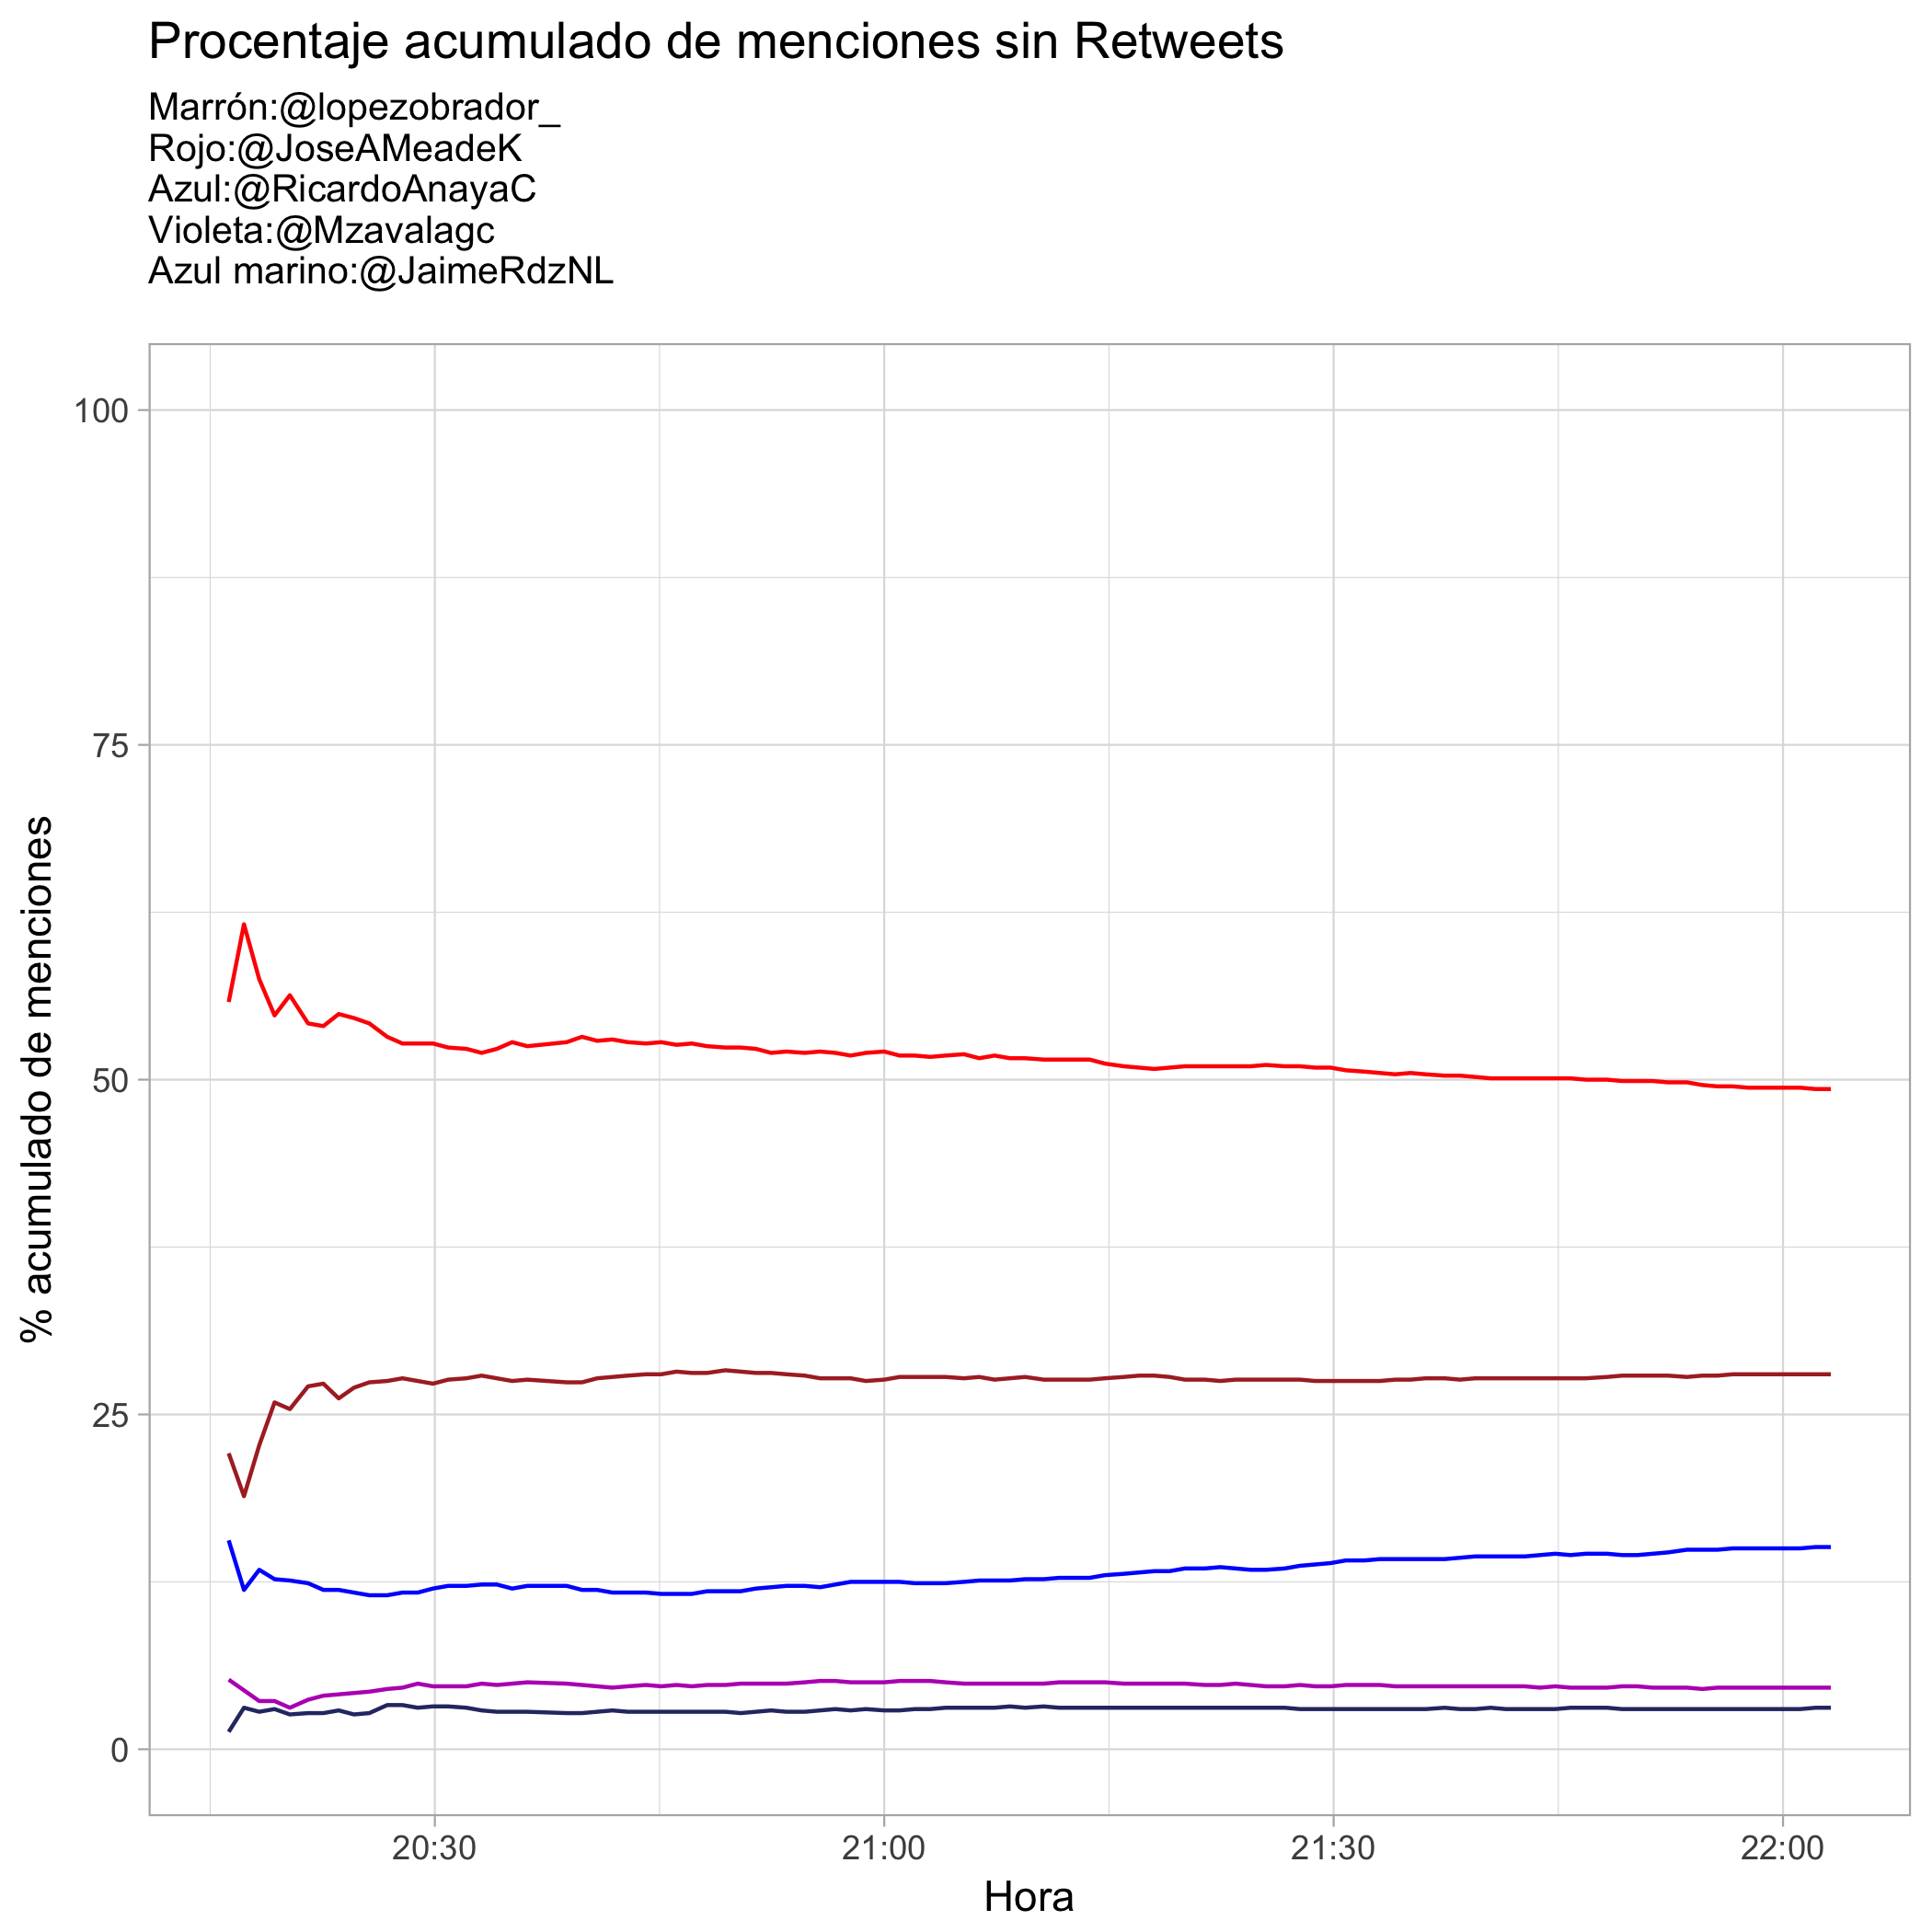 Procentaje acumulado de menciones sin Retweets
Marrón:@lopezobrador_
Rojo:@JoseAMeadeK
Azul:@RicardoAnayaC
Violeta:@Mzavalagc
Azul marino:@JaimeRdzNL
100
75
50
25
0
% acumulado de menciones
20:30
21:00
21:30
22:00
Hora